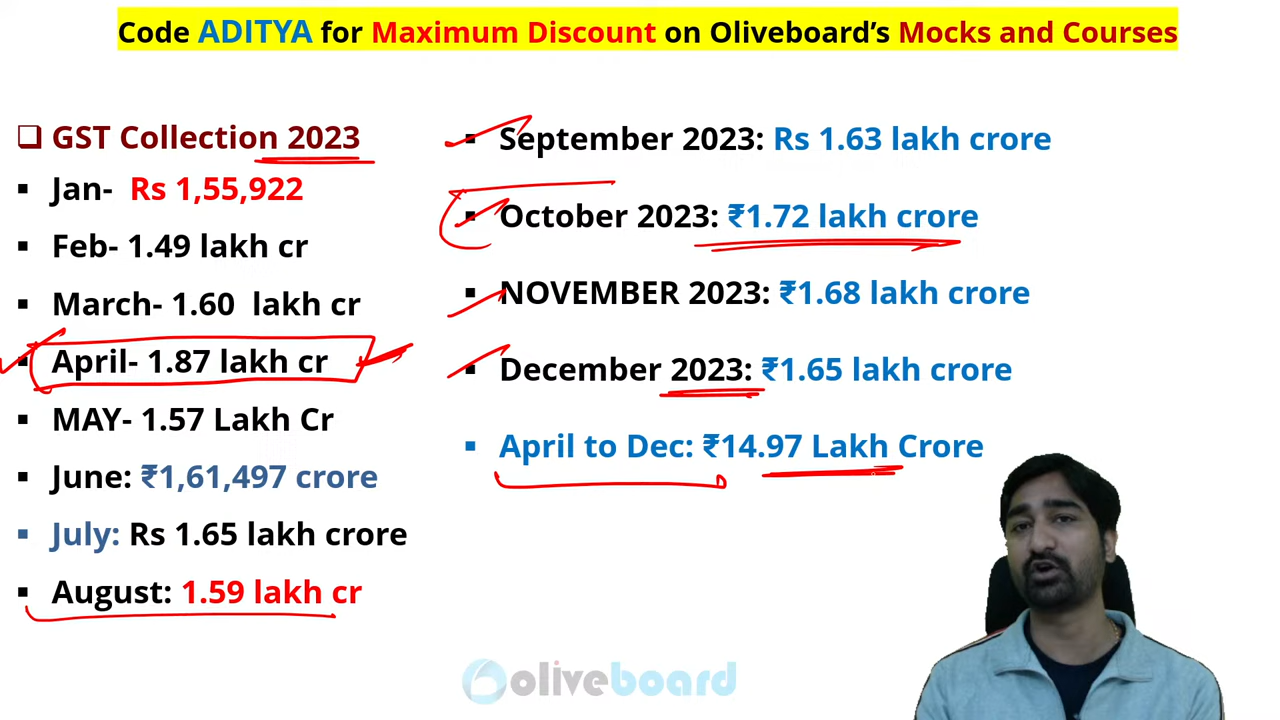 Code ADITYA for Maximum Discount on Oliveboard’s Mocks and Courses
GST Collection 2023
Jan- Rs 1,55,922
Feb- 1.49 lakh cr
March- 1.60 lakh cr
April- 1.87 lakh cr
MAY- 1.57 Lakh Cr
June: ₹1,61,497 crore
July: Rs 1.65 lakh crore
August: 1.59 lakh cr
September 2023: Rs 1.63 lakh crore
October 2023: ₹1.72 lakh crore
NOVEMBER 2023: ₹1.68 lakh crore
December 2023: ₹1.65 lakh crore
April to Dec: ₹14.97 Lakh Crore
oliveboard